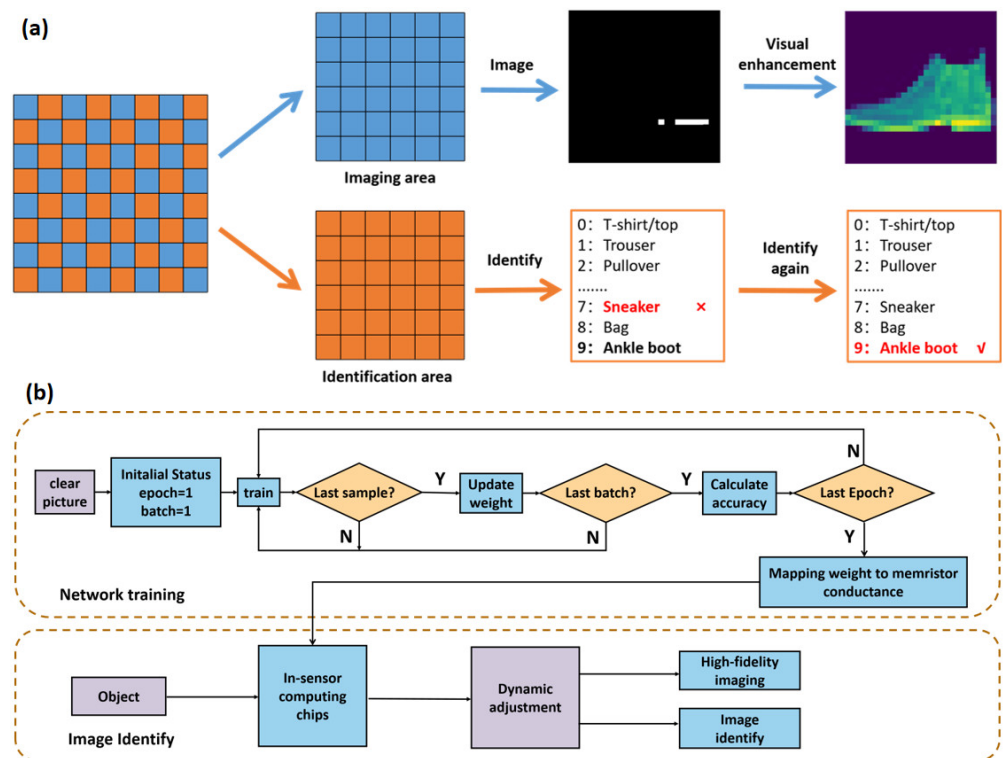 (a)
Image
Visual
enhancement
Imaging area
Identify
0: T-shirt/top
1: Trouser
2: Pullover
.......
7: Sneaker ×
8: Bag
9: Ankle boot
Identify
again
0: T-shirt/top
1: Trouser
2: Pullover
.......
7: Sneaker
8: Bag
9: Ankle boot √
Identification area
(b)
clear
picture
Initalial Status
epoch=1
batch=1
train
Last sample?
Y
N
Update
weight
Last batch?
Y
N
Calculate
accuracy
Last Epoch?
N
Y
Mapping weight to memristor
conductance
Network training
Object
In-sensor
computing
chips
Dynamic
adjustment
High-fidelity
imaging
Image
identify
Image Identify